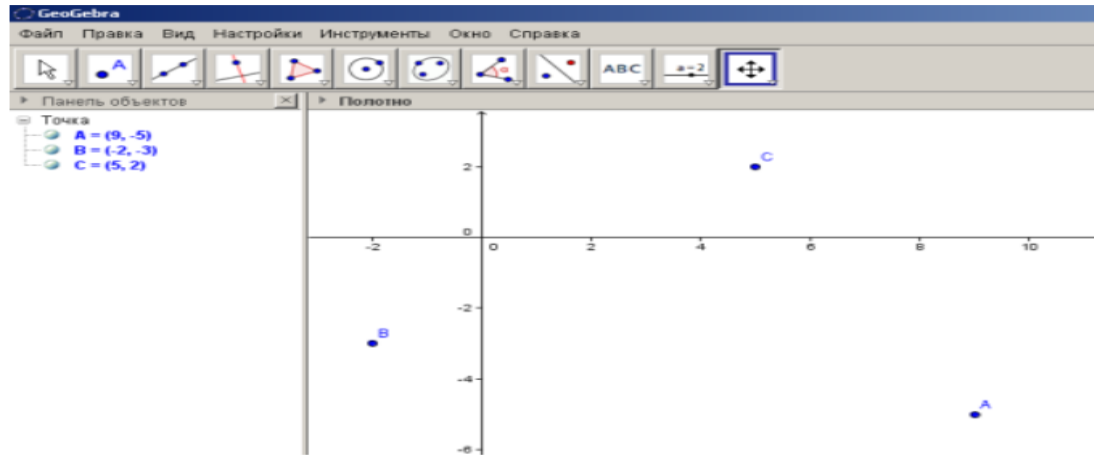 GeoGebra
Файл Правка Вид Настройки Инструменты Окно Справка
A ABC a=2
Панель объектов Полотно
Точка
A = (9, -5)
B = (-2, -3)
C = (5, 2)
C
2
0
-2 0 2 4 6 8 10
-2
B
-4
A
-6